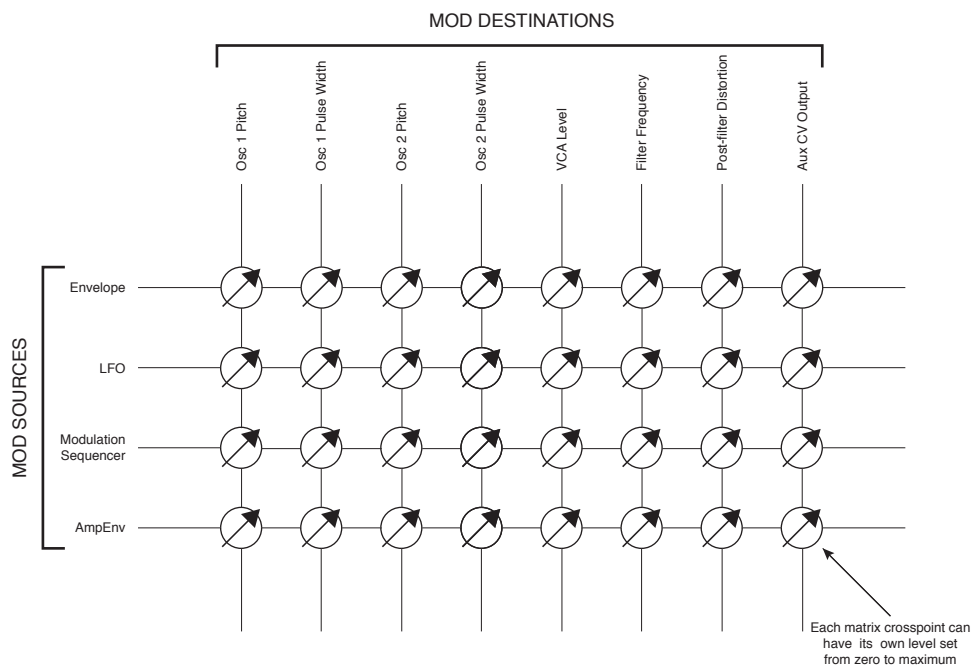 MOD DESTINATIONS
Osc 1 Pitch
Osc 1 Pulse Width
Osc 2 Pitch
Osc 2 Pulse Width
VCA Level
Filter Frequency
Post-filter Distortion
Aux CV Output
MOD SOURCES
Envelope
LFO
Modulation
Sequencer
AmpEnv
Each matrix crosspoint can
have its own level set
from zero to maximum